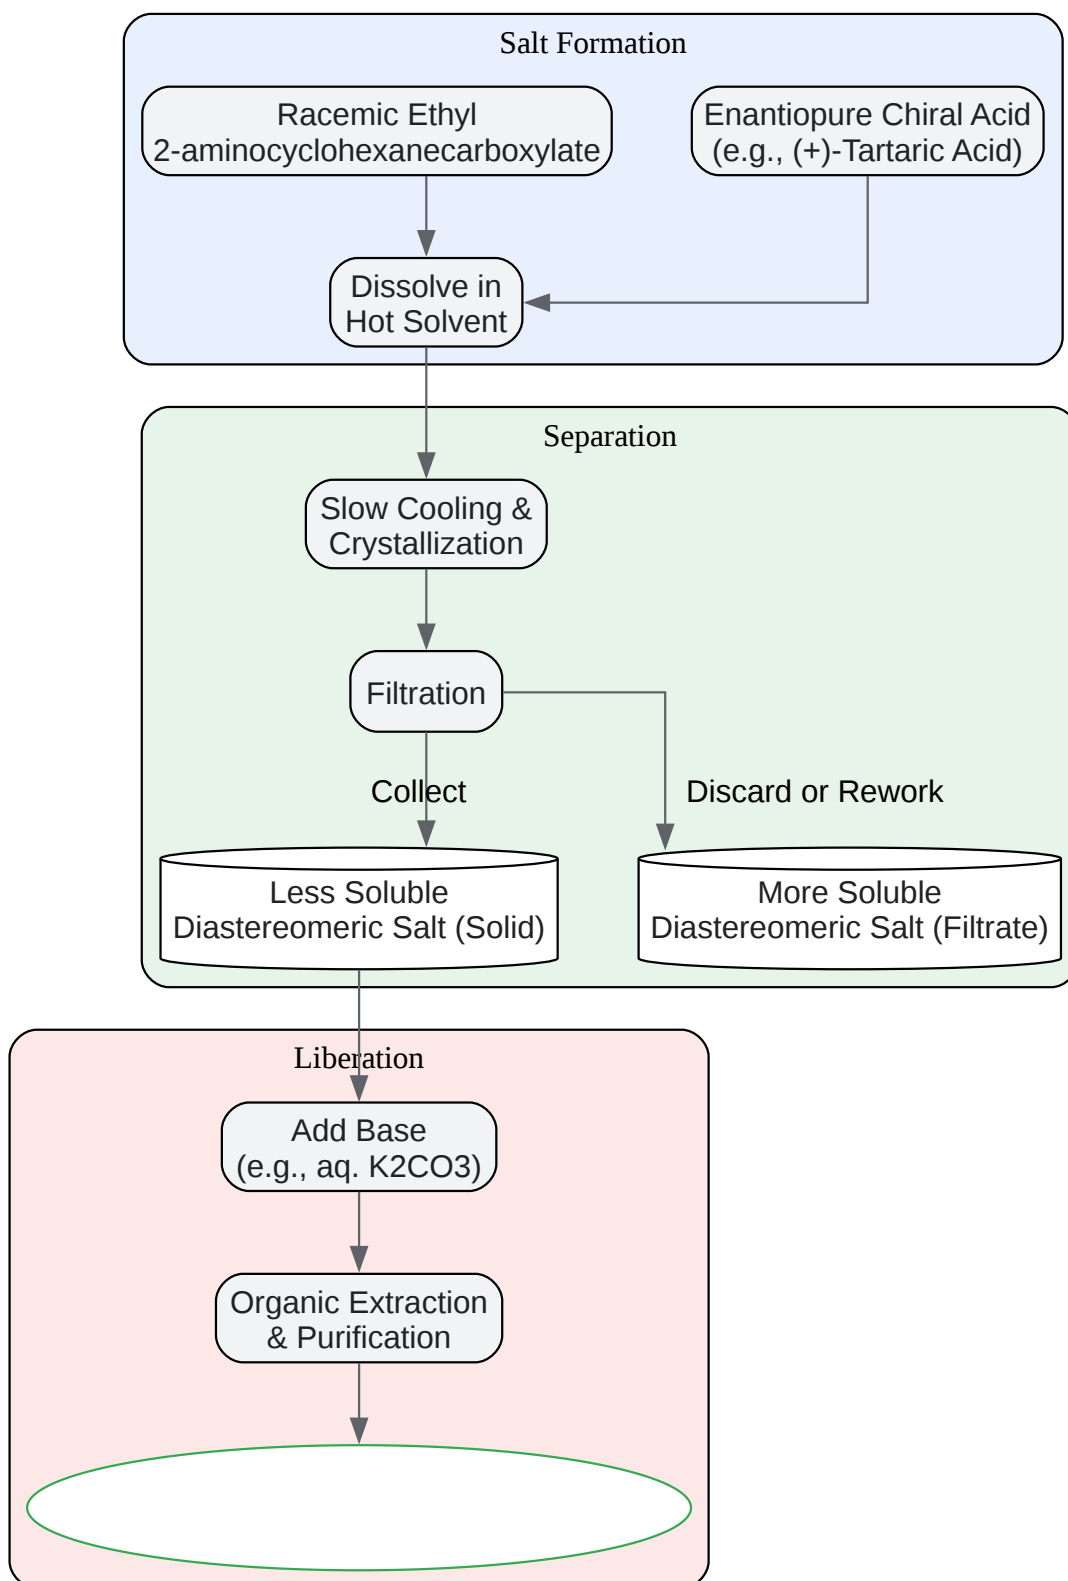 Salt Formation
Racemic Ethyl
2-aminocyclohexanecarboxylate
Enantiopure Chiral Acid
(e.g., (+)-Tartaric Acid)
Dissolve in
Hot Solvent
Separation
Slow Cooling &
Crystallization
Filtration
Collect
Discard or Rework
Less Soluble
Diastereomeric Salt (Solid)
More Soluble
Diastereomeric Salt (Filtrate)
Liberation
Add Base
(e.g., aq. K2CO3)
Organic Extraction
& Purification